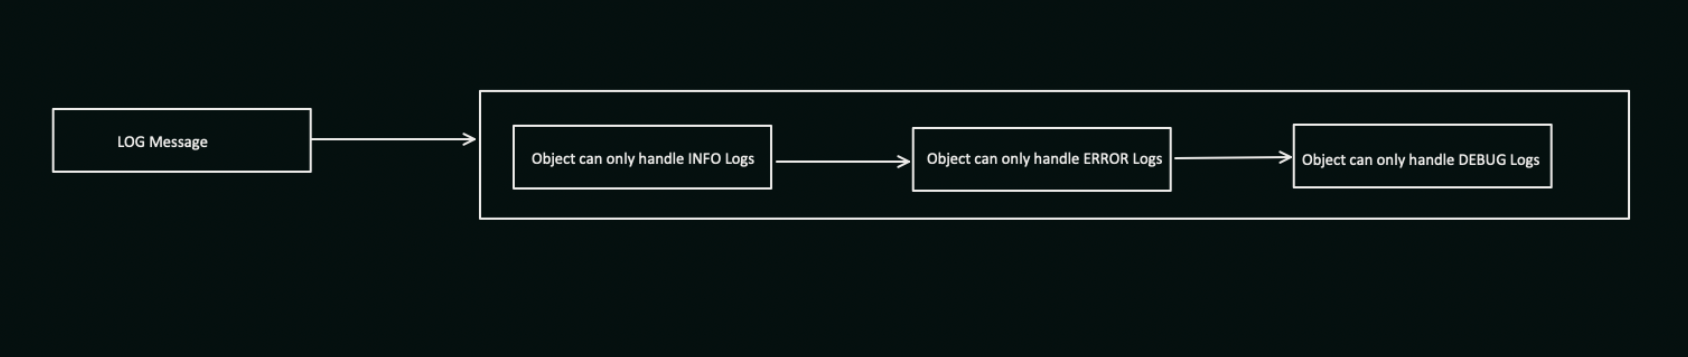 LOG Message
Object can only handle INFO Logs
Object can only handle ERROR Logs
Object can only handle DEBUG Logs